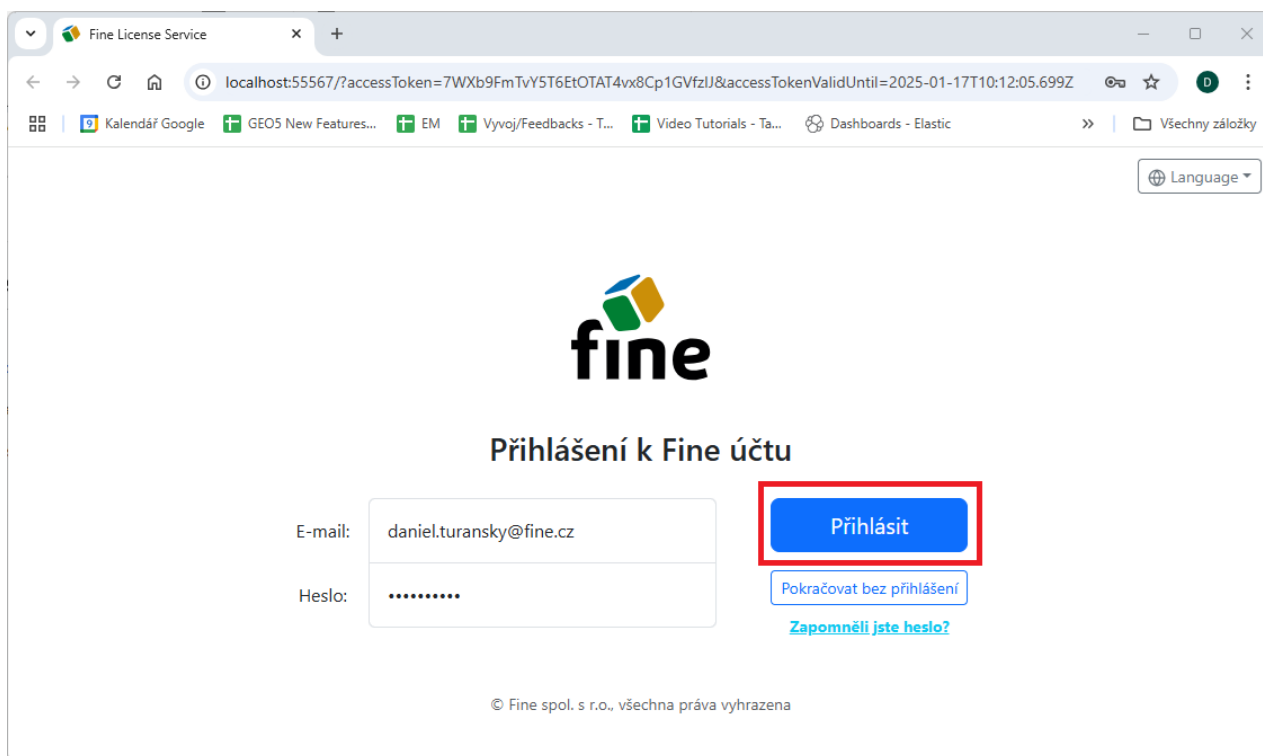 Fine License Service
localhost:55567/?accessToken=7WXb9FmTvY5T6EtOTAT4vx8Cp1GVfzlJ&accessTokenValidUntil=2025-01-17T10:12:05.699Z
D
9 Kalendář Google GEO5 New Features... EM Vyvoj/Feedbacks - T... Video Tutorials - Ta... Dashboards - Elastic » Všechny záložky
Language
fine
Přihlášení k Fine účtu
E-mail: daniel.turansky@fine.cz Přihlásit
Heslo: •••••••••• Pokračovat bez přihlášení
Zapomněli jste heslo?
© Fine spol. s r.o., všechna práva vyhrazena